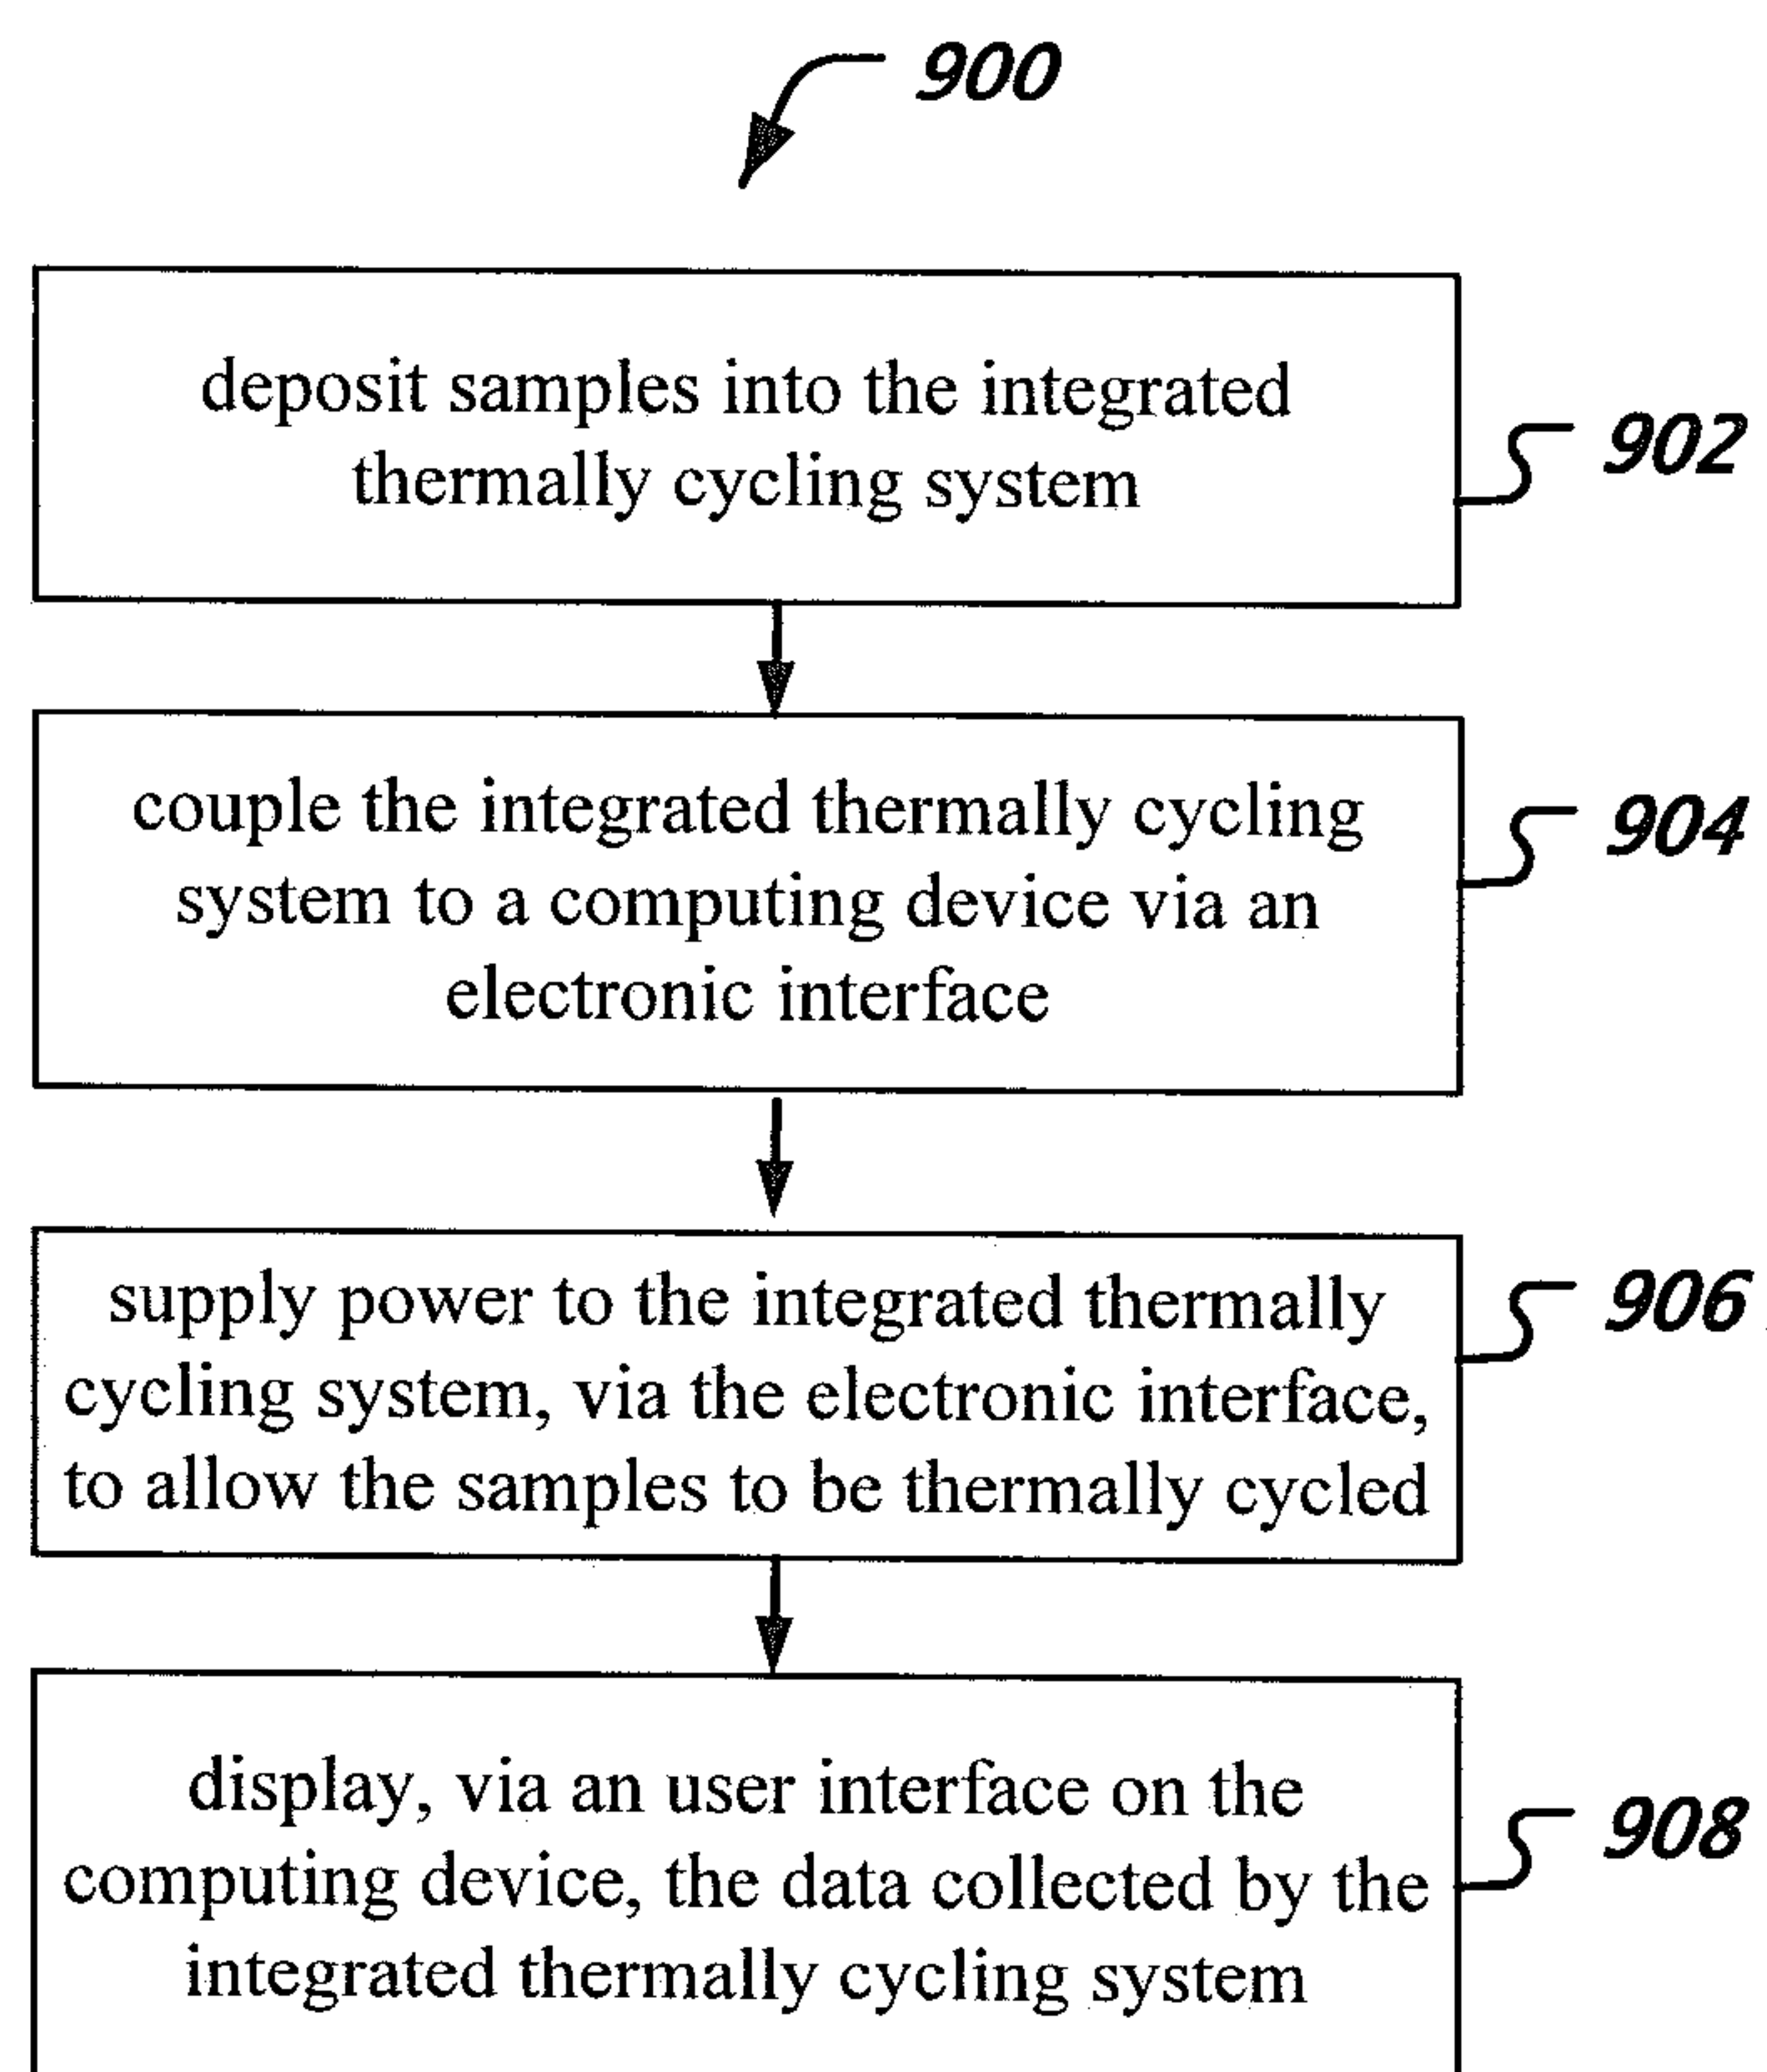 900
deposit samples into the integrated
thermally cycling system
902
couple the integrated thermally cycling
system to a computing device via an
electronic interface
904
supply power to the integrated thermally
cycling system, via the electronic interface,
to allow the samples to be thermally cycled
906
display, via an user interface on the
computing device, the data collected by the
integrated thermally cycling system
908